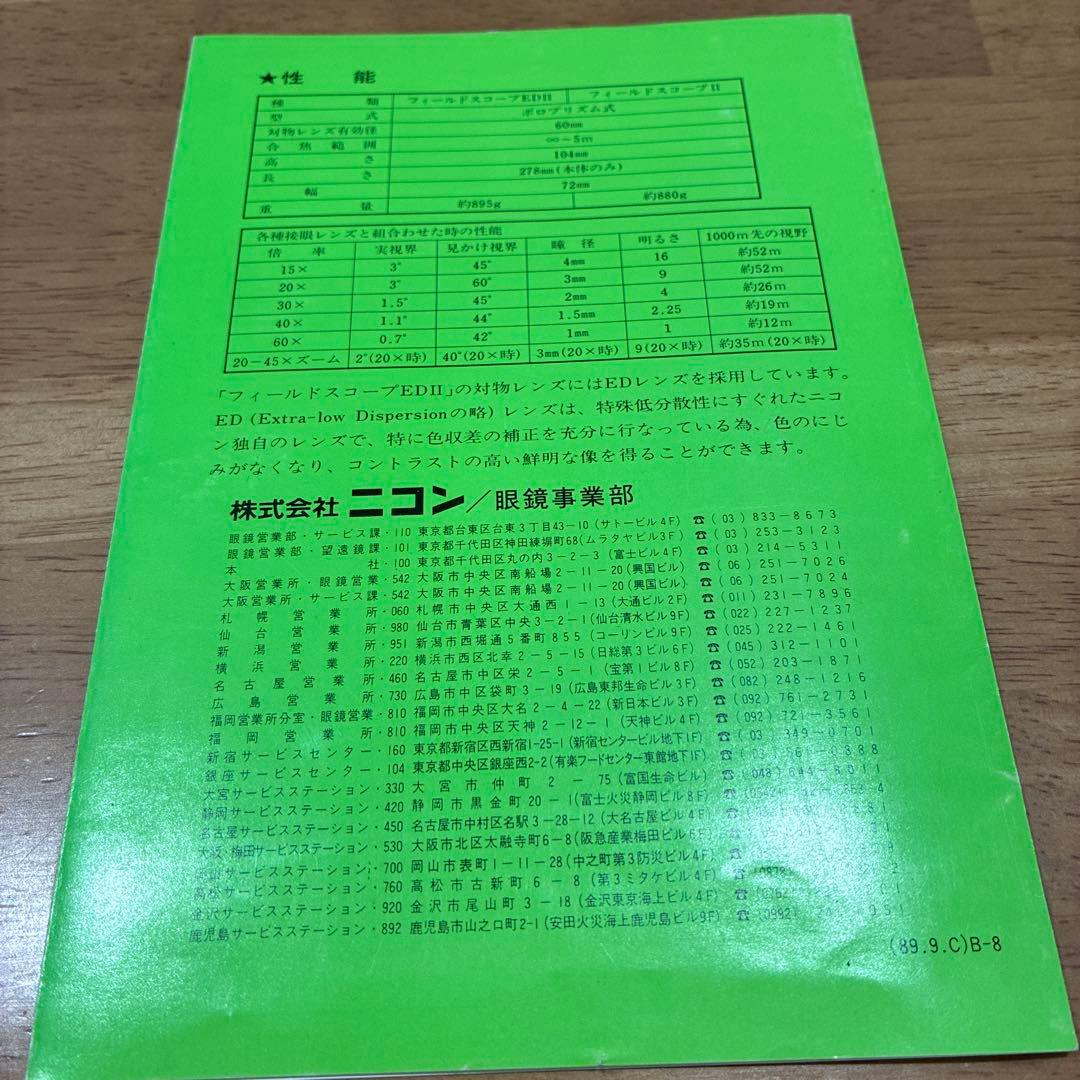 ★性　能
種類　フィールドスコープEDII　フィールドスコープII
型式　ポロプリズム式
対物レンズ有効径　60mm
合焦範囲　∞～5m
高さ　104mm
長さ　278mm(本体のみ)
幅　72mm
重量　約895g　約880g
各種接眼レンズと組合わせた時の性能
倍率　実視界　見かけ視界　瞳径　明るさ　1000m先の視野
15×　3°　45°　4mm　16　約52m
20×　3°　60°　3mm　9　約52m
30×　1.5°　45°　2mm　4　約26m
40×　1.1°　44°　1.5mm　2.25　約19m
60×　0.7°　42°　1mm　1　約12m
20-45×ズーム　2°(20×時)　40°(20×時)　3mm(20×時)　9(20×時)　約35m(20×時)
「フィールドスコープEDII」の対物レンズにはEDレンズを採用しています。
ED (Extra-low Dispersionの略) レンズは、特殊低分散性にすぐれたニコ
ン独自のレンズで、特に色収差の補正を充分に行なっている為、色のにじ
みがなくなり、コントラストの高い鮮明な像を得ることができます。
株式会社 ニコン／眼鏡事業部
眼鏡営業部・サービス課・110 東京都台東区台東3丁目43-10(サトービル4F) ☎(03)833-8673
眼鏡営業部・望遠鏡課・101 東京都千代田区神田練塀町68(ムラタヤビル3F) ☎(03)253-3123
本社・100 東京都千代田区丸の内3-2-3(富士ビル4F) ☎(03)214-5311
大阪営業所・眼鏡営業・542 大阪市中央区南船場2-11-20(興国ビル) ☎(06)251-7024
大阪営業所・サービス課・542 大阪市中央区南船場2-11-20(興国ビル) ☎(06)251-7026
札幌営業所・060 札幌市中央区大通西1-13(大通ビル2F) ☎(011)231-7896
仙台営業所・980 仙台市青葉区中央3-2-1(仙台清水ビル9F) ☎(022)227-1237
新潟営業所・951 新潟市西堀通5番町855(コーリンビル9F) ☎(025)222-1461
横浜営業所・220 横浜市西区北幸2-5-15(日総第3ビル6F) ☎(045)312-1101
名古屋営業所・460 名古屋市中区栄2-5-1(宝第1ビル8F) ☎(052)203-1871
広島営業所・730 広島市中区袋町3-19(広島東邦生命ビル3F) ☎(082)248-1216
福岡営業所分室・眼鏡営業・810 福岡市中央区大名2-4-22(新日本ビル3F) ☎(092)761-2731
福岡営業所・810 福岡市中央区天神2-12-1(天神ビル4F) ☎(092)721-3561
新宿サービスセンター・160 東京都新宿区西新宿1-25-1(新宿センタービル地下1F) ☎(03)349-0701
銀座サービスセンター・104 東京都中央区銀座西2-2(有楽フードセンター東館地下1F) ☎(03)561-0888
大宮サービスステーション・330 大宮市仲町2-75(富国生命ビル) ☎(048)644-8011
静岡サービスステーション・420 静岡市黒金町20-1(富士火災静岡ビル8F) ☎
名古屋サービスステーション・450 名古屋市中村区名駅3-28-12(大名古屋ビル4F) ☎
大阪・梅田サービスステーション・530 大阪市北区太融寺町6-8(阪急産業梅田ビル6F) ☎
岡山サービスステーション・700 岡山市表町1-11-28(中之町第3防災ビル4F) ☎
高松サービスステーション・760 高松市古新町6-8(第3ミタケビル4F) ☎
金沢サービスステーション・920 金沢市尾山町3-18(金沢東京海上ビル4F) ☎
鹿児島サービスステーション・892 鹿児島市山之口町2-1(安田火災海上鹿児島ビル9F) ☎(0992)
(89.9.C)B-8